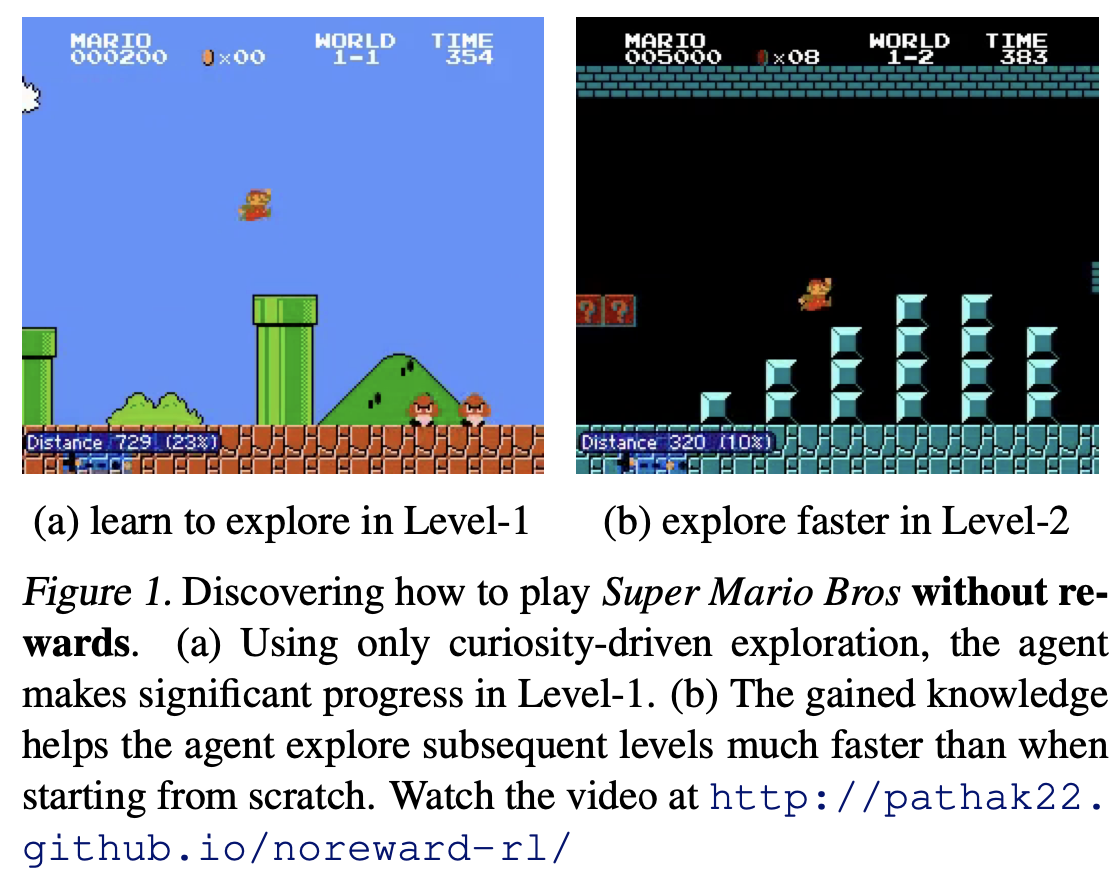 MARIO WORLD TIME
000200 ×00 1-1 354
Distance 729 (23%)
MARIO WORLD TIME
005000 ×08 1-2 383
? ?
Distance 320 (10%)
(a) learn to explore in Level-1
(b) explore faster in Level-2
Figure 1. Discovering how to play Super Mario Bros without re-
wards. (a) Using only curiosity-driven exploration, the agent
makes significant progress in Level-1. (b) The gained knowledge
helps the agent explore subsequent levels much faster than when
starting from scratch. Watch the video at http://pathak22.
github.io/noreward-rl/